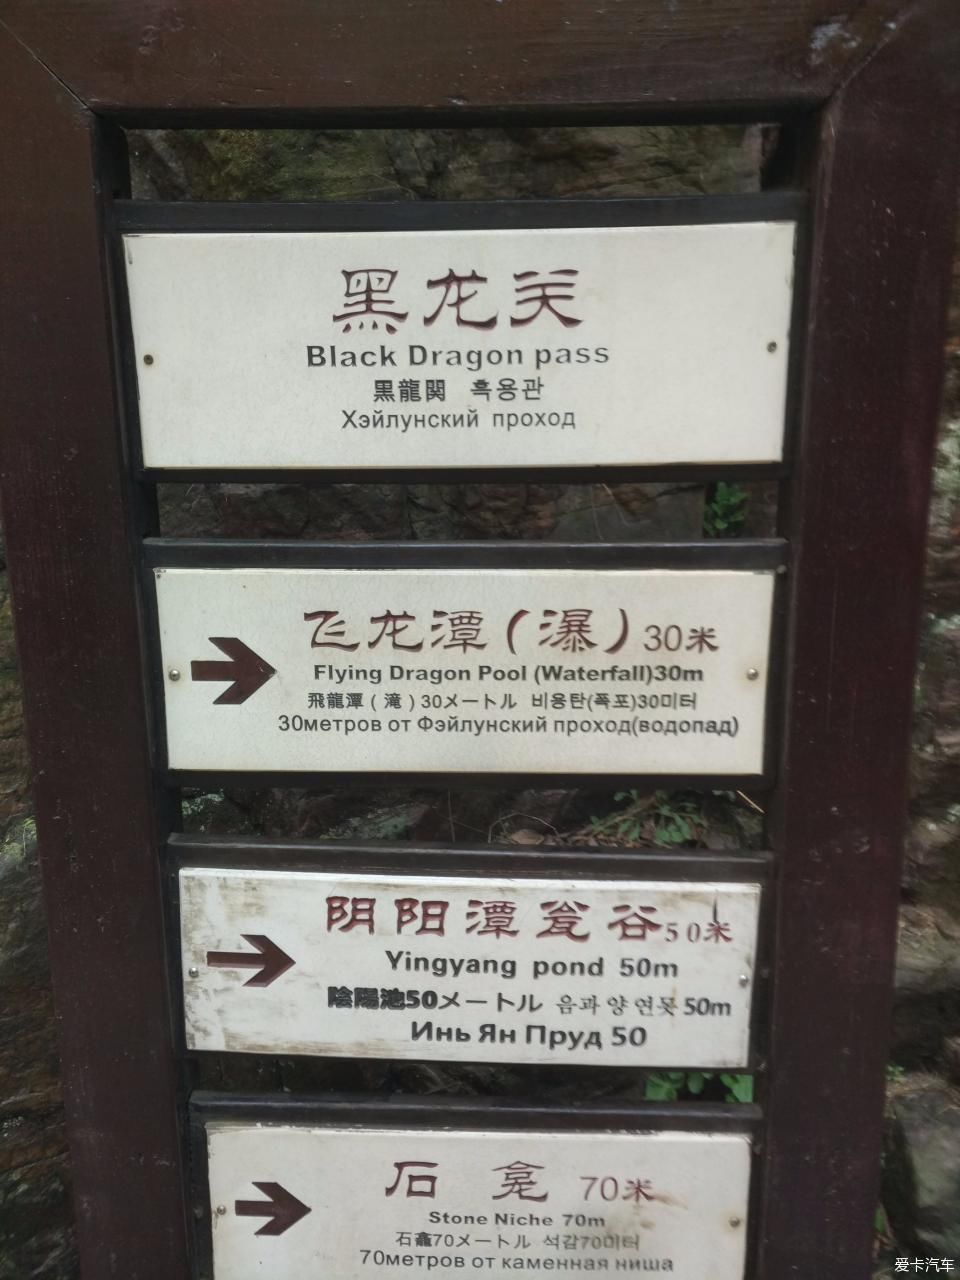 黑龙关
Black Dragon pass
黒龍関 흑용관
Хэйлунский проход
飞龙潭(瀑)30米
Flying Dragon Pool (Waterfall)30m
飛龍潭(滝)30メートル 비용탄(폭포)30미터
30метров от Фэйлунский проход(водопад)
阴阳潭瓮谷50米
Yingyang pond 50m
陰陽池50メートル 음과 양 연못 50m
Инь Ян Пруд 50
石龛 70米
Stone Niche 70m
石龕70メートル 석감70미터
70метров от каменная ниша
爱卡汽车